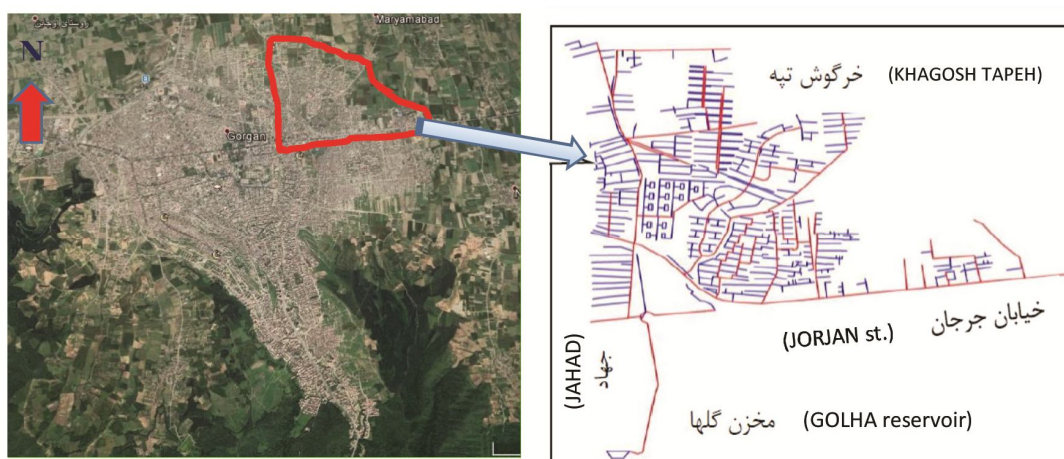 Maryamabad
N
Gorgan
خرگوش تپه (KHAGOSH TAPEH)
خیابان جرجان
(JORJAN st.)
(JAHAD)
جهاد
مخزن گلها (GOLHA reservoir)